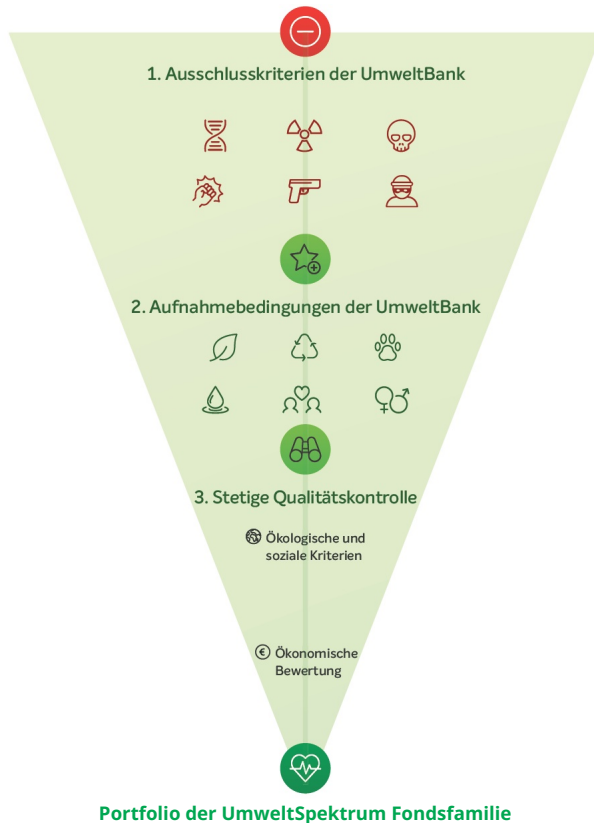 1. Ausschlusskriterien der UmweltBank
2. Aufnahmebedingungen der UmweltBank
3. Stetige Qualitätskontrolle
Ökologische und
soziale Kriterien
€ Ökonomische
Bewertung
Portfolio der UmweltSpektrum Fondsfamilie